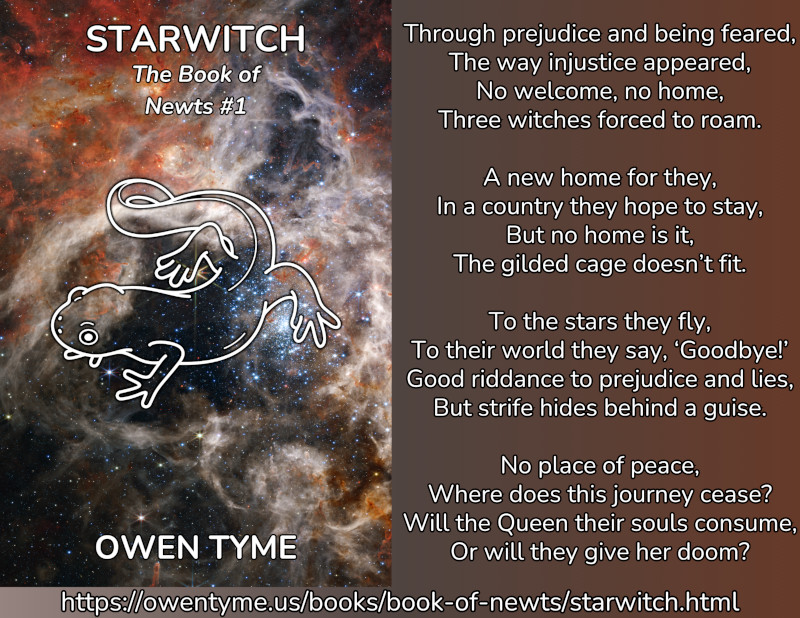 STARWITCH
The Book of
Newts #1
OWEN TYME
Through prejudice and being feared,
The way injustice appeared,
No welcome, no home,
Three witches forced to roam.
A new home for they,
In a country they hope to stay,
But no home is it,
The gilded cage doesn’t fit.
To the stars they fly,
To their world they say, ‘Goodbye!’
Good riddance to prejudice and lies,
But strife hides behind a guise.
No place of peace,
Where does this journey cease?
Will the Queen their souls consume,
Or will they give her doom?
https://owentyme.us/books/book-of-newts/starwitch.html